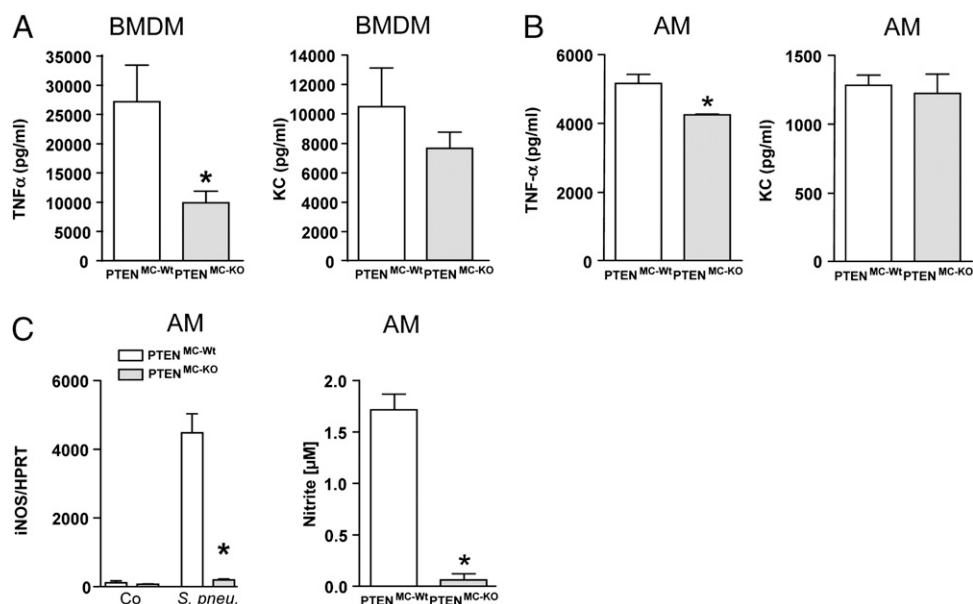 A
BMDM
TNFα (pg/ml)
35000
30000
25000
20000
15000
10000
5000
0
*
PTEN MC-Wt PTEN MC-KO
BMDM
KC (pg/ml)
14000
12000
10000
8000
6000
4000
2000
0
PTEN MC-Wt PTEN MC-KO
B
AM
TNF-α (pg/ml)
6000
4000
2000
0
*
PTEN MC-Wt PTEN MC-KO
AM
KC (pg/ml)
1500
1000
500
0
PTEN MC-Wt PTEN MC-KO
C
AM
PTEN MC-Wt
PTEN MC-KO
iNOS/HPRT
6000
4000
2000
0
*
Co S. pneu.
AM
Nitrite [µM]
2.0
1.5
1.0
0.5
0.0
*
PTEN MC-Wt PTEN MC-KO